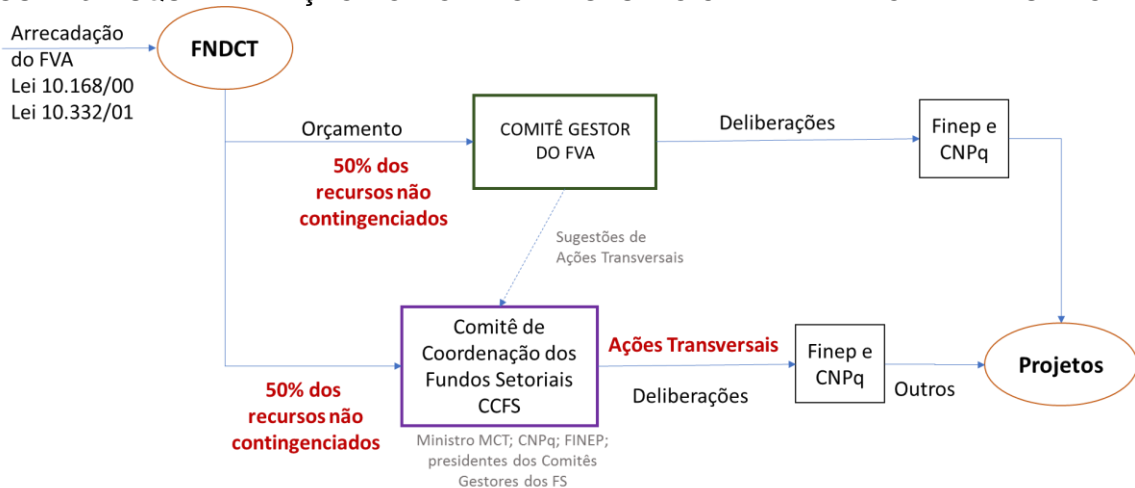 Arrecadação
do FVA
Lei 10.168/00
Lei 10.332/01
FNDCT
Orçamento
50% dos
recursos não
contingenciados
COMITÊ GESTOR
DO FVA
Deliberações
Finep e
CNPq
Sugestões de
Ações Transversais
50% dos
recursos não
contingenciados
Comitê de
Coordenação dos
Fundos Setoriais
CCFS
Ministro MCT; CNPq; FINEP;
presidentes dos Comitês
Gestores dos FS
Ações Transversais
Deliberações
Finep e
CNPq
Outros
Projetos